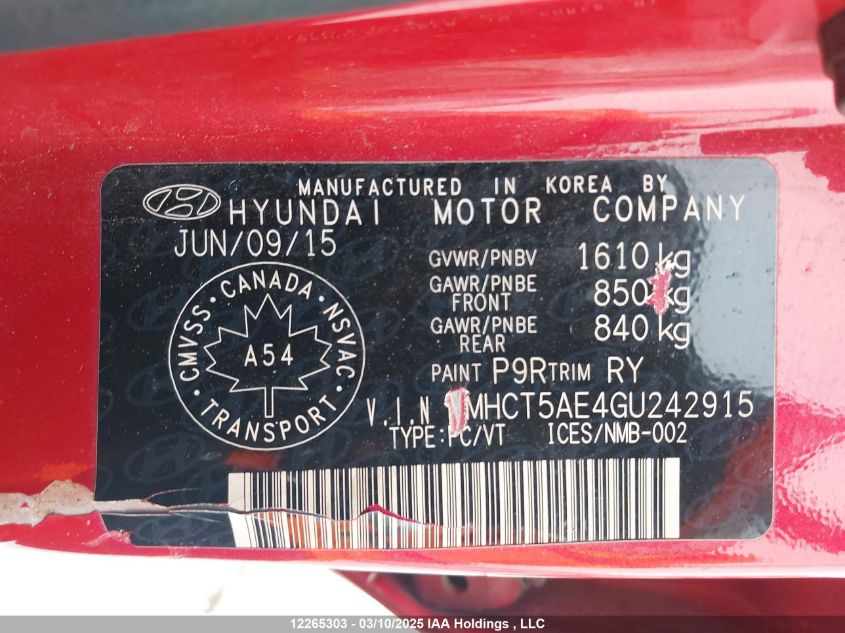 MANUFACTURED IN KOREA BY
HYUNDAI MOTOR COMPANY
JUN/09/15
GVWR/PNBV 1610 kg
GAWR/PNBE FRONT 850 kg
GAWR/PNBE REAR 840 kg
CANADA
CMVSS · NSVAC
A54
TRANSPORT
PAINT P9R TRIM RY
V.I.N MHCT5AE4GU242915
TYPE:PC/VT ICES/NMB-002
12265303 - 03/10/2025 IAA Holdings , LLC